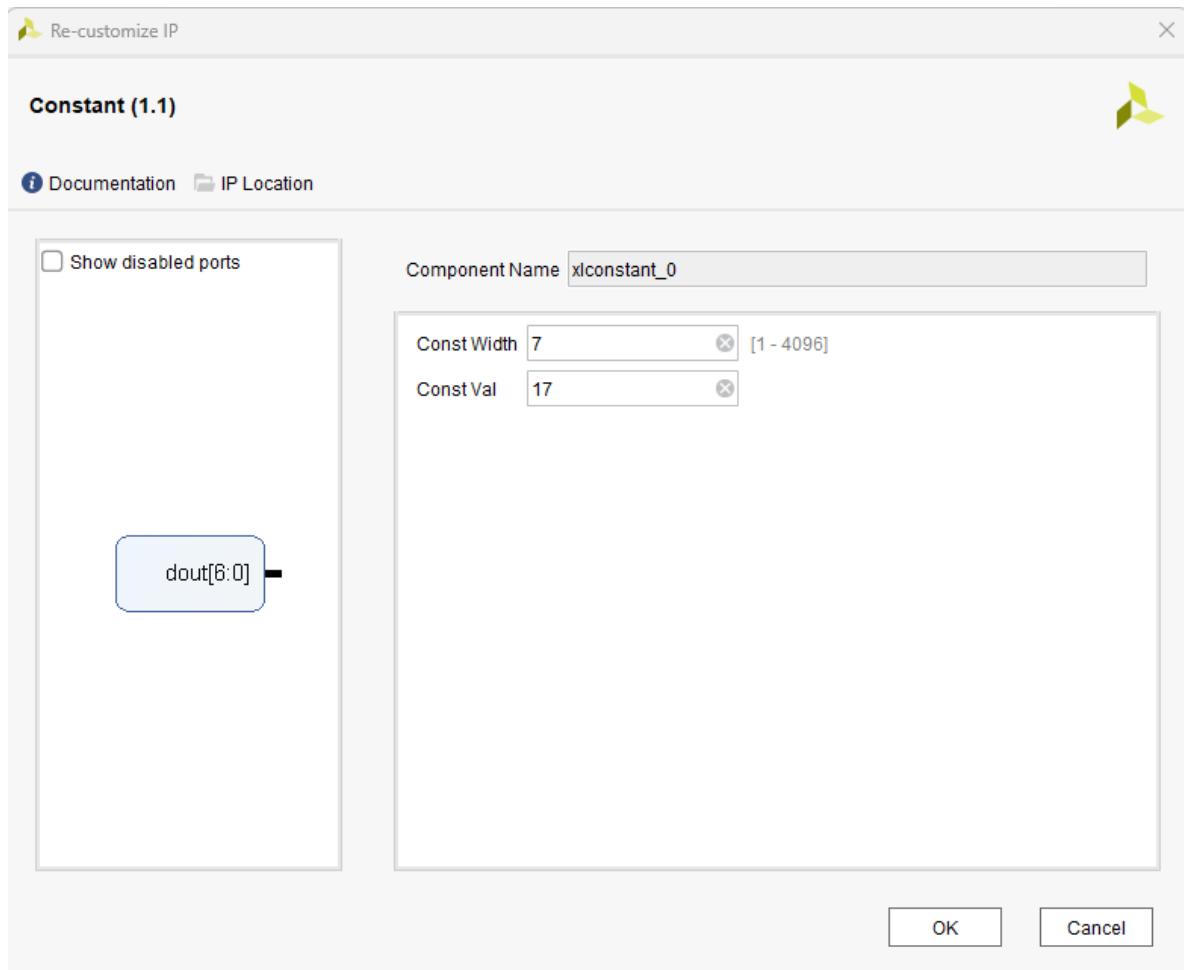 Re-customize IP
Constant (1.1)
Documentation IP Location
Show disabled ports
dout[6:0]
Component Name xlconstant_0
Const Width 7 [1 - 4096]
Const Val 17
OK Cancel